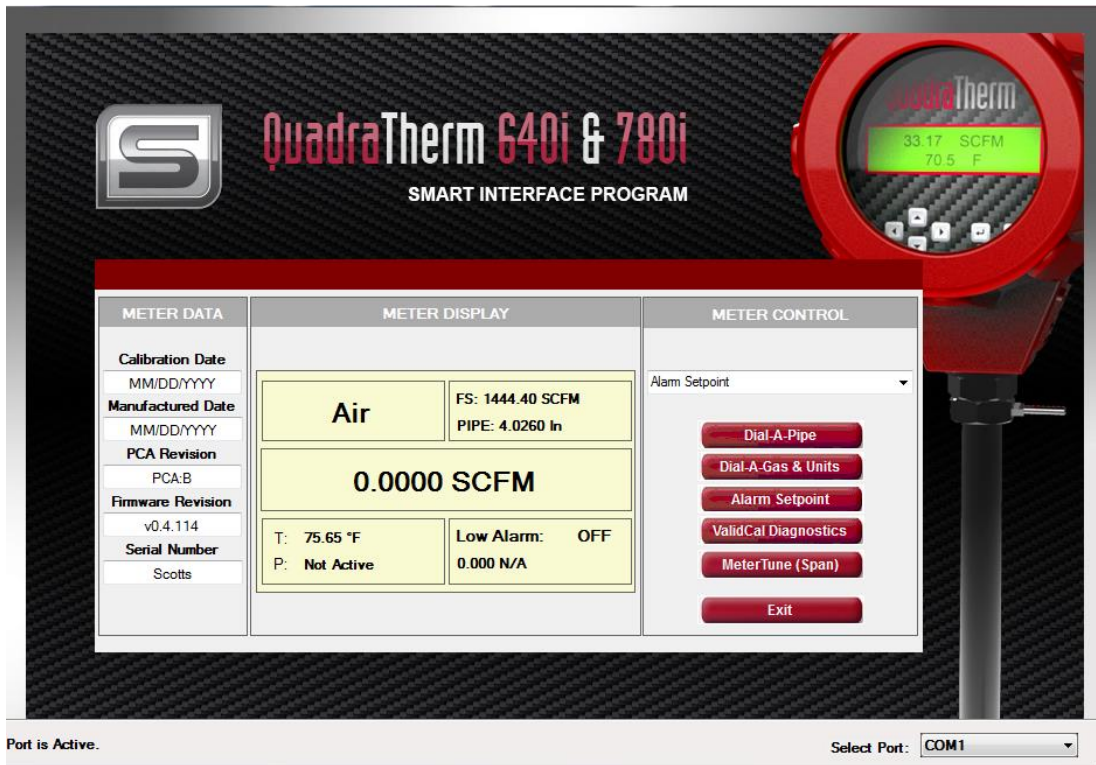 QuadraTherm
33.17 SCFM
70.5 F
S
QuadraTherm 640i & 780i
SMART INTERFACE PROGRAM
METER DATA
Calibration Date
MM/DD/YYYY
Manufactured Date
MM/DD/YYYY
PCA Revision
PCA:B
Firmware Revision
v0.4.114
Serial Number
Scotts
METER DISPLAY
Air
FS: 1444.40 SCFM
PIPE: 4.0260 In
0.0000 SCFM
T: 75.65 °F
P: Not Active
Low Alarm: OFF
0.000 N/A
METER CONTROL
Alarm Setpoint
Dial-A-Pipe
Dial-A-Gas & Units
Alarm Setpoint
ValidCal Diagnostics
MeterTune (Span)
Exit
Port is Active.
Select Port: COM1